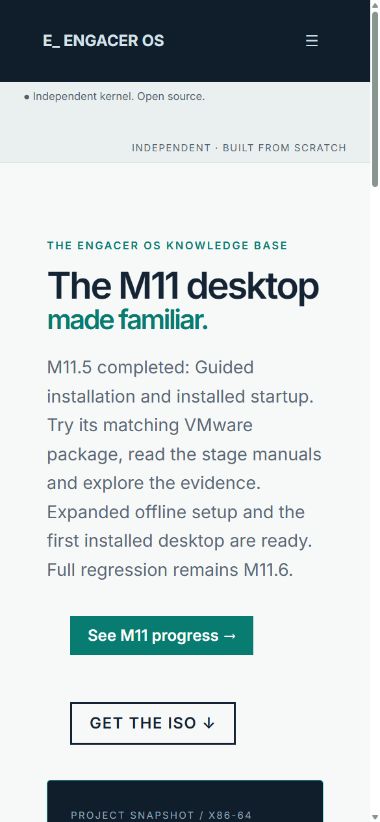 E_ ENGACER OS
☰
● Independent kernel. Open source.
INDEPENDENT · BUILT FROM SCRATCH
THE ENGACER OS KNOWLEDGE BASE
The M11 desktop
made familiar.
M11.5 completed: Guided
installation and installed startup.
Try its matching VMware
package, read the stage manuals
and explore the evidence.
Expanded offline setup and the
first installed desktop are ready.
Full regression remains M11.6.
See M11 progress →
GET THE ISO ↓
PROJECT SNAPSHOT / X86-64